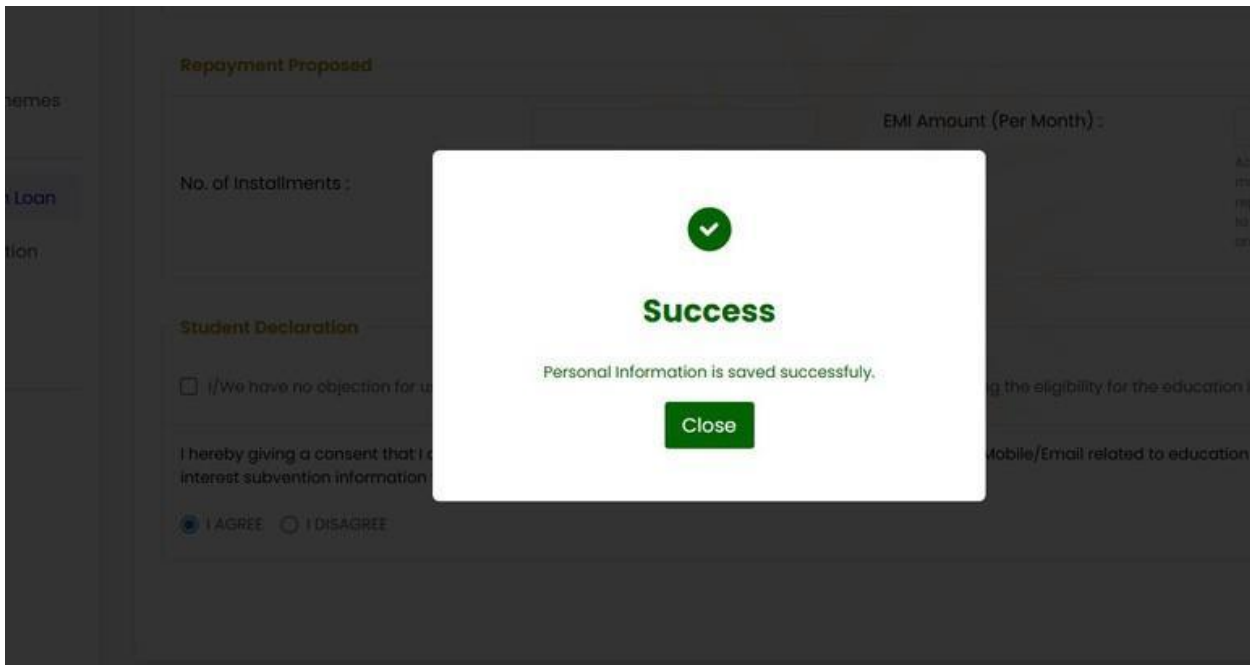 Repayment Proposed
hemes
EMI Amount (Per Month) :
No. of Installments :
Loan
tion
Success
Personal Information is saved successfuly.
Close
Student Declaration
I/We have no objection for
g the eligibility for the education
I hereby giving a consent that I
Mobile/Email related to education
interest subvention information
I AGREE
I DISAGREE